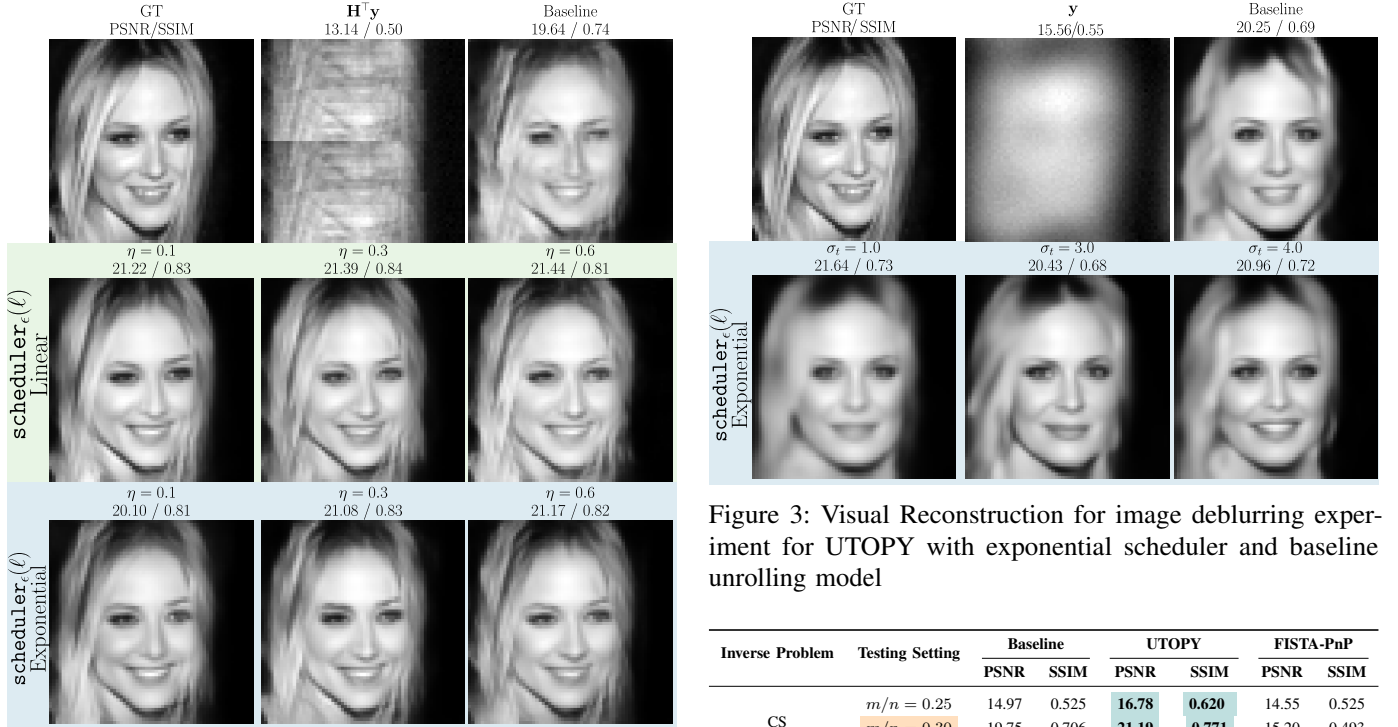 GT
PSNR/SSIM
H⊤y
13.14 / 0.50
Baseline
19.64 / 0.74
scheduler_ϵ(ℓ)
Linear
η = 0.1
21.22 / 0.83
η = 0.3
21.39 / 0.84
η = 0.6
21.44 / 0.81
scheduler_ϵ(ℓ)
Exponential
η = 0.1
20.10 / 0.81
η = 0.3
21.08 / 0.83
η = 0.6
21.17 / 0.82
GT
PSNR/SSIM
y
15.56/0.55
Baseline
20.25 / 0.69
scheduler_ϵ(ℓ)
Exponential
σ_t = 1.0
21.64 / 0.73
σ_t = 3.0
20.43 / 0.68
σ_t = 4.0
20.96 / 0.72
Figure 3: Visual Reconstruction for image deblurring exper-
iment for UTOPY with exponential scheduler and baseline
unrolling model
Inverse Problem Testing Setting Baseline UTOPY FISTA-PnP
PSNR SSIM PSNR SSIM PSNR SSIM
m/n = 0.25 14.97 0.525 16.78 0.620 14.55 0.525
CS